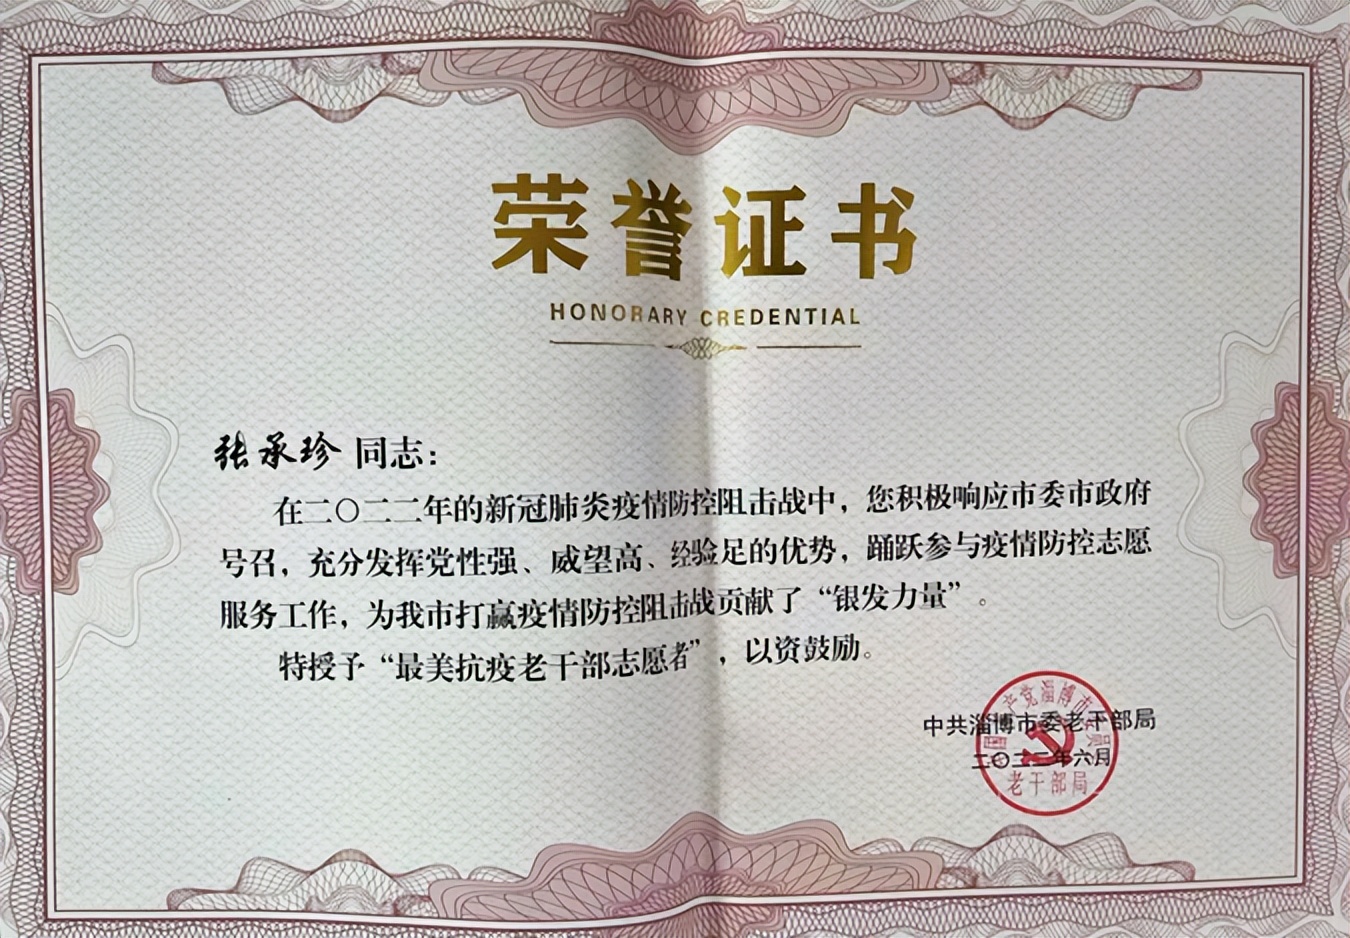 荣誉证书
HONORARY CREDENTIAL
张承珍 同志：
在二〇二二年的新冠肺炎疫情防控阻击战中，您积极响应市委市政府
号召，充分发挥党性强、威望高、经验足的优势，踊跃参与疫情防控志愿
服务工作，为我市打赢疫情防控阻击战贡献了“银发力量”。
特授予“最美抗疫老干部志愿者”，以资鼓励。
中共淄博市委老干部局
二〇二二年六月
老干部局